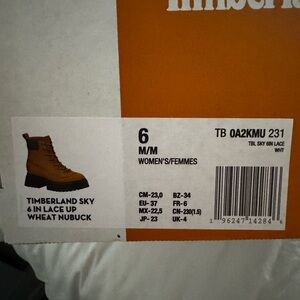 Timberla
6
M/M
WOMEN'S/FEMMES
TB 0A2KMU 231
TBL SKY 6IN LACE
WHT
TIMBERLAND SKY
6 IN LACE UP
WHEAT NUBUCK
CM-23,0 BZ-34
EU- 37 FR-6
MX-22,5 CN-230(1.5)
JP - 23 UK-4
1 96247 14284 6